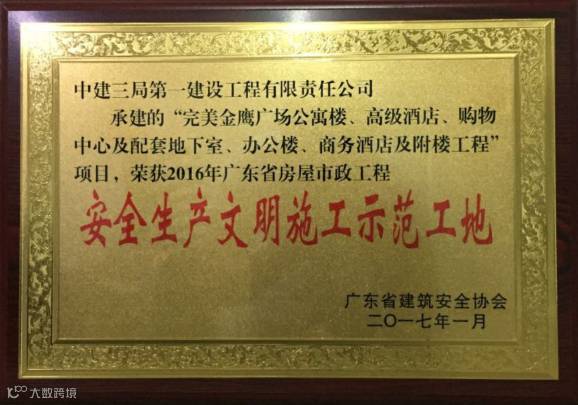 中建三局第一建设工程有限责任公司
承建的“完美金鹰广场公寓楼、高级酒店、购物
中心及配套地下室、办公楼、商务酒店及附楼工程”
项目，荣获2016年广东省房屋市政工程
安全生产文明施工示范工地
广东省建筑安全协会
二〇一七年一月
大数跨境